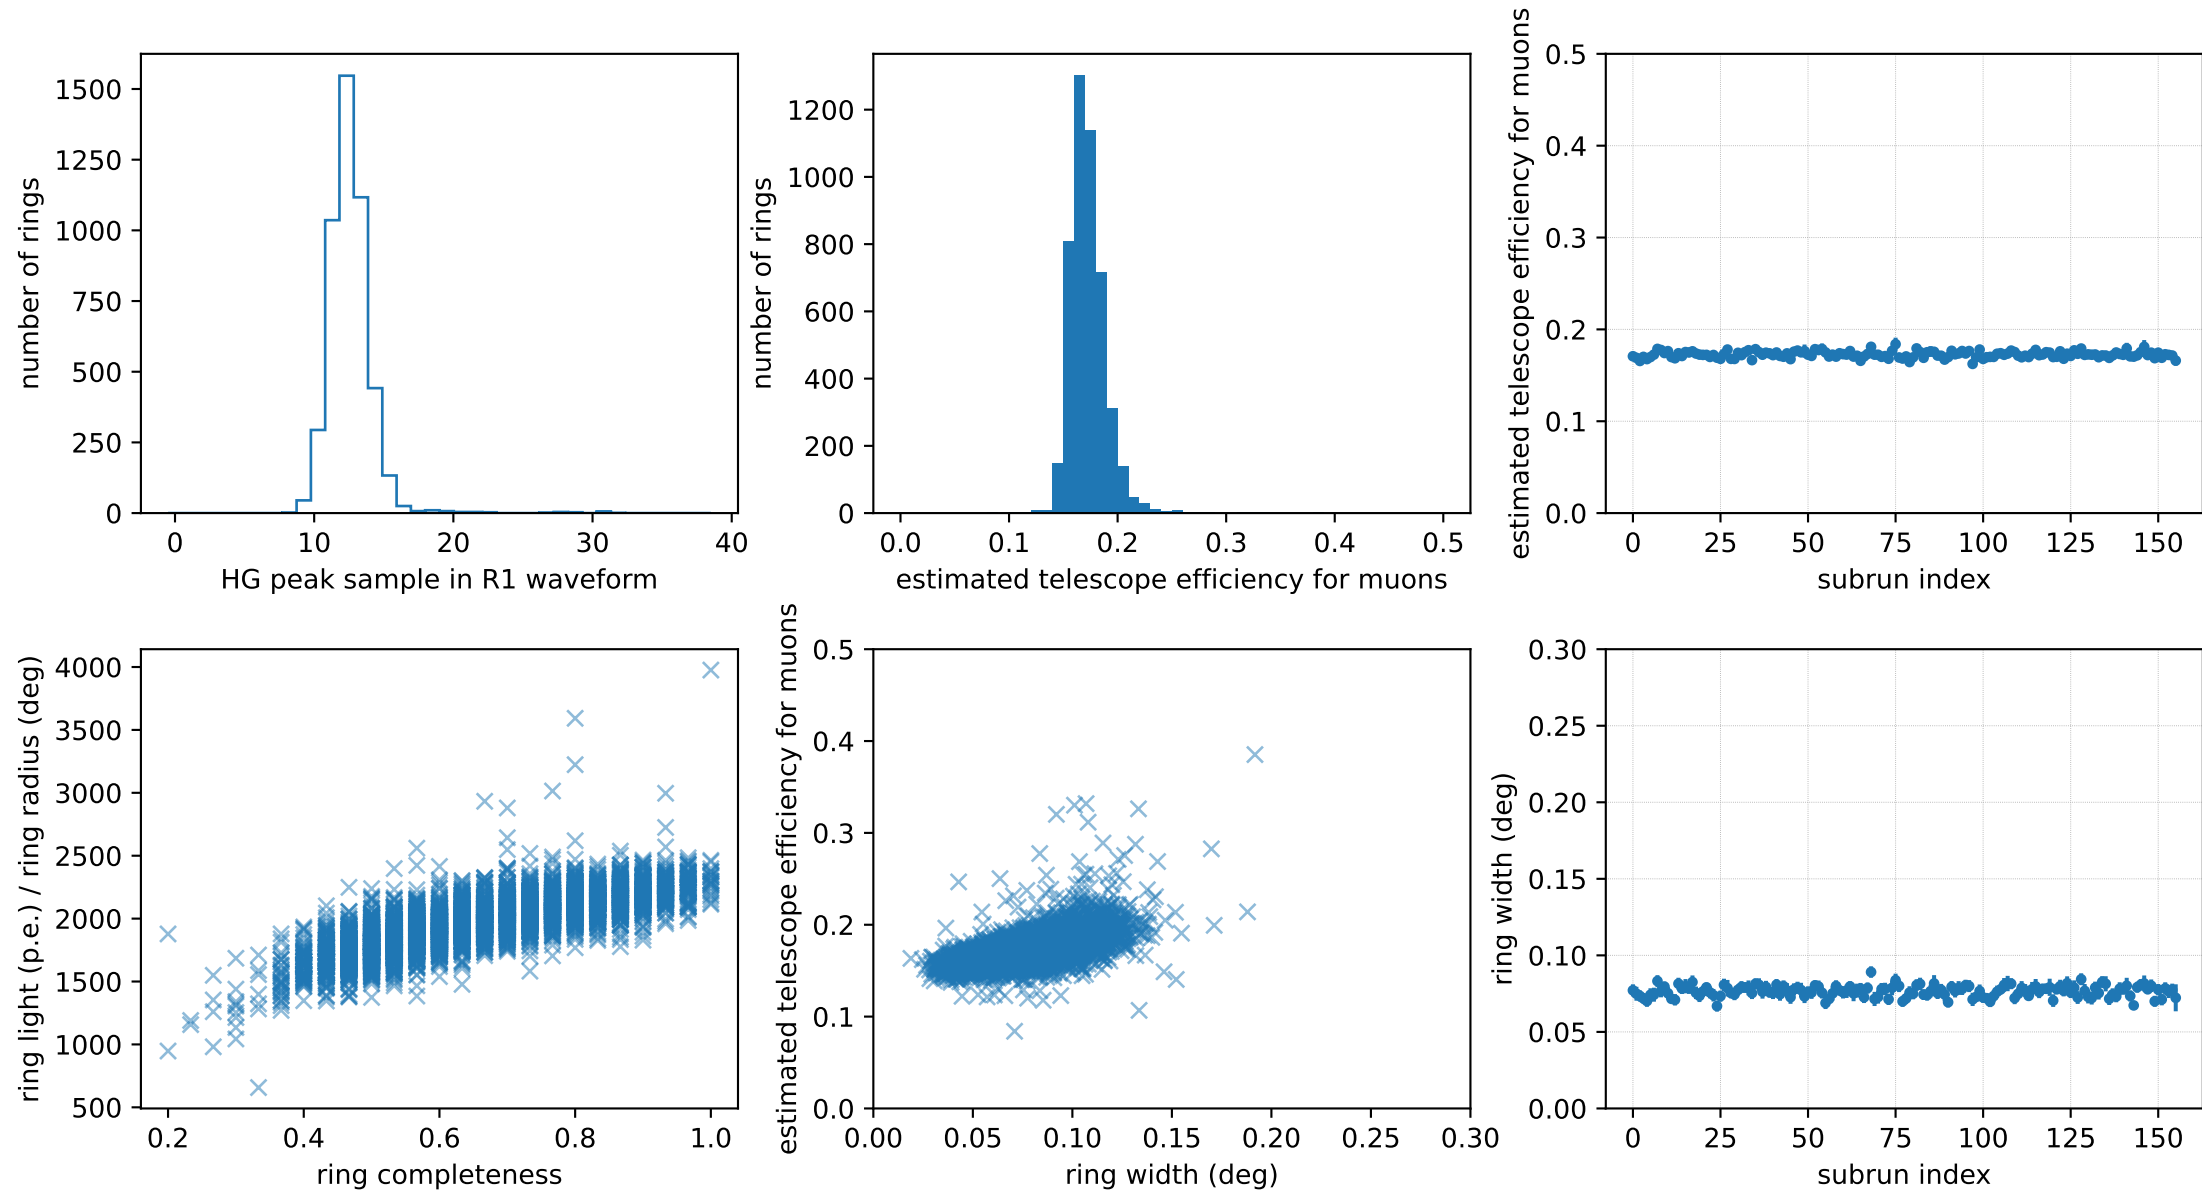 number of rings
1500
1250
1000
750
500
250
0
0 10 20 30 40
HG peak sample in R1 waveform
number of rings
1200
1000
800
600
400
200
0
0.0 0.1 0.2 0.3 0.4 0.5
estimated telescope efficiency for muons
estimated telescope efficiency for muons
0.5
0.4
0.3
0.2
0.1
0.0
0 25 50 75 100 125 150
subrun index
ring light (p.e.) / ring radius (deg)
4000
3500
3000
2500
2000
1500
1000
500
0.2 0.4 0.6 0.8 1.0
ring completeness
estimated telescope efficiency for muons
0.5
0.4
0.3
0.2
0.1
0.0
0.00 0.05 0.10 0.15 0.20 0.25 0.30
ring width (deg)
ring width (deg)
0.30
0.25
0.20
0.15
0.10
0.05
0.00
0 25 50 75 100 125 150
subrun index